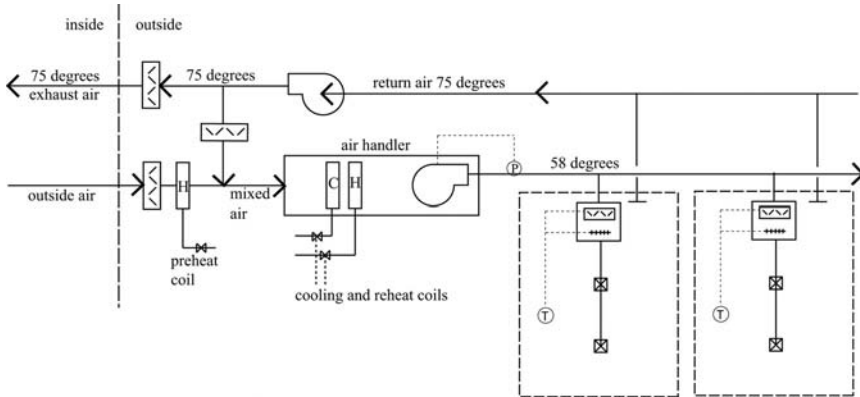 inside
outside
75 degrees
exhaust air
75 degrees
return air 75 degrees
air handler
P
58 degrees
outside air
H
mixed
air
C
H
preheat
coil
cooling and reheat coils
T
T